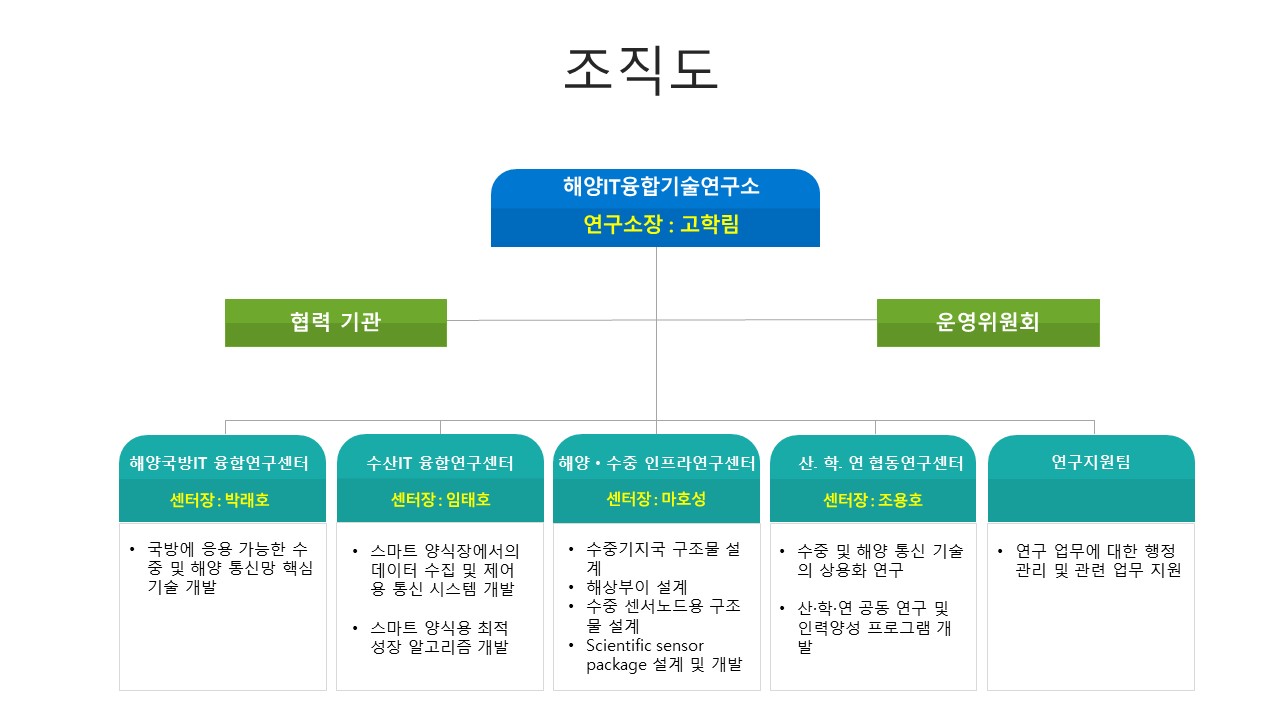 조직도
해양IT융합기술연구소
연구소장 : 고학림
협력 기관
운영위원회
해양국방IT 융합연구센터
센터장 : 박래호
• 국방에 응용 가능한 수
중 및 해양 통신망 핵심
기술 개발
수산IT 융합연구센터
센터장 : 임태호
• 스마트 양식장에서의
데이터 수집 및 제어
용 통신 시스템 개발
• 스마트 양식용 최적
성장 알고리즘 개발
해양 • 수중 인프라연구센터
센터장 : 마호성
• 수중기지국 구조물 설
계
• 해상부이 설계
• 수중 센서노드용 구조
물 설계
• Scientific sensor
package 설계 및 개발
산. 학. 연 협동연구센터
센터장 : 조용호
• 수중 및 해양 통신 기술
의 상용화 연구
• 산·학·연 공동 연구 및
인력양성 프로그램 개
발
연구지원팀
• 연구 업무에 대한 행정
관리 및 관련 업무 지원